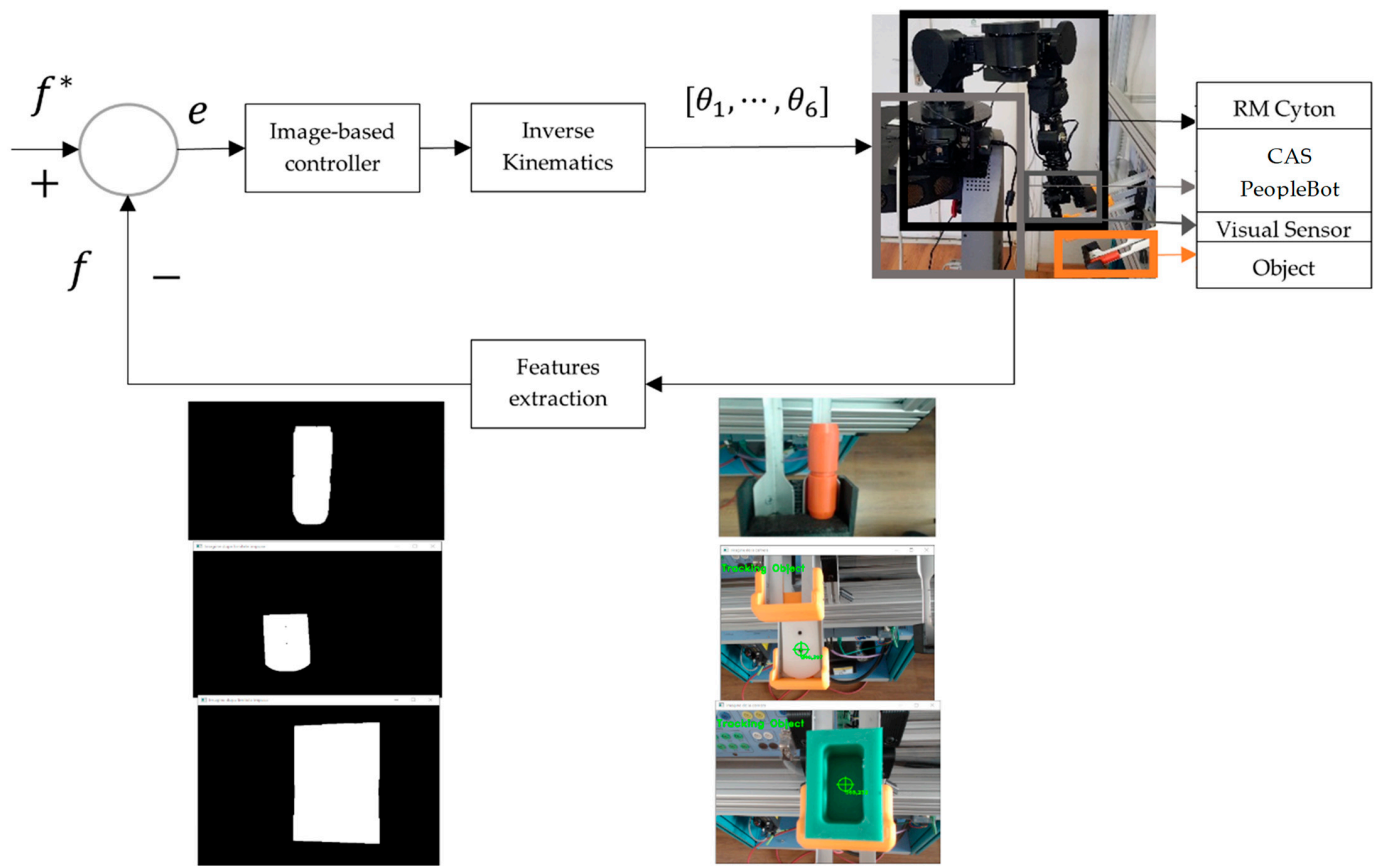 f*
+
e
Image-based
controller
Inverse
Kinematics
[θ₁, ⋯, θ₆]
RM Cyton
CAS
PeopleBot
Visual Sensor
Object
f
−
Features
extraction
Tracking Object
Tracking Object